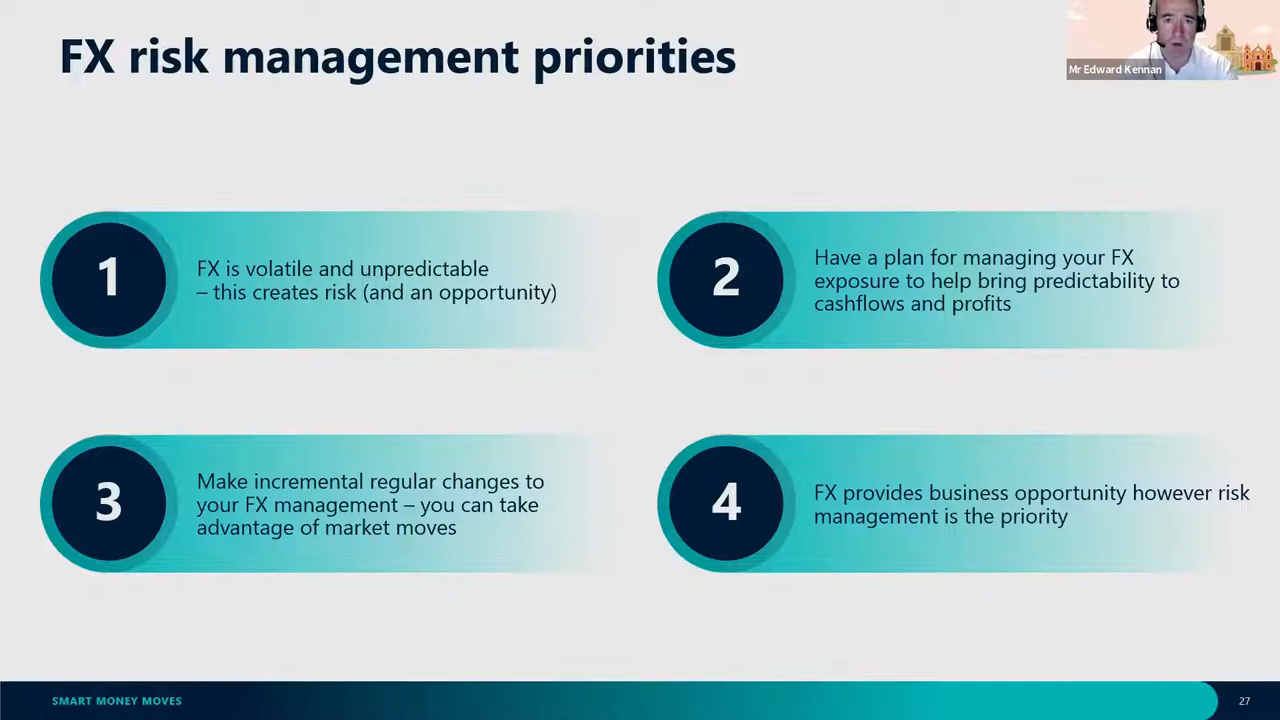 FX risk management priorities
Mr Edward Kennan
1
FX is volatile and unpredictable
– this creates risk (and an opportunity)
2
Have a plan for managing your FX
exposure to help bring predictability to
cashflows and profits
3
Make incremental regular changes to
your FX management – you can take
advantage of market moves
4
FX provides business opportunity however risk
management is the priority
SMART MONEY MOVES
27